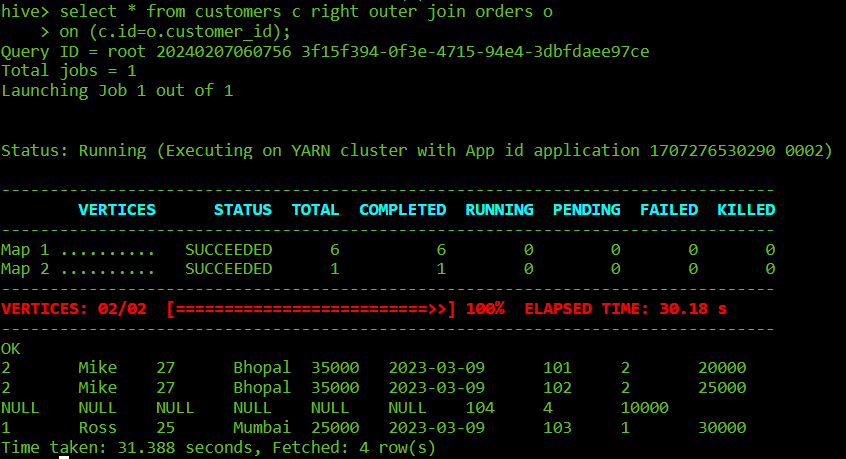 hive> select * from customers c right outer join orders o
    > on (c.id=o.customer_id);
Query ID = root 20240207060756 3f15f394-0f3e-4715-94e4-3dbfdaee97ce
Total jobs = 1
Launching Job 1 out of 1
Status: Running (Executing on YARN cluster with App id application 1707276530290 0002)
--------------------------------------------------------------------------------
        VERTICES      STATUS  TOTAL  COMPLETED  RUNNING  PENDING  FAILED  KILLED
--------------------------------------------------------------------------------
Map 1 ..........   SUCCEEDED      6          6        0        0       0       0
Map 2 ..........   SUCCEEDED      1          1        0        0       0       0
--------------------------------------------------------------------------------
VERTICES: 02/02  [==========================>>] 100%  ELAPSED TIME: 30.18 s
--------------------------------------------------------------------------------
OK
2       Mike    27      Bhopal  35000   2023-03-09      101     2       20000
2       Mike    27      Bhopal  35000   2023-03-09      102     2       25000
NULL    NULL    NULL    NULL    NULL    NULL    104     4       10000
1       Ross    25      Mumbai  25000   2023-03-09      103     1       30000
Time taken: 31.388 seconds, Fetched: 4 row(s)